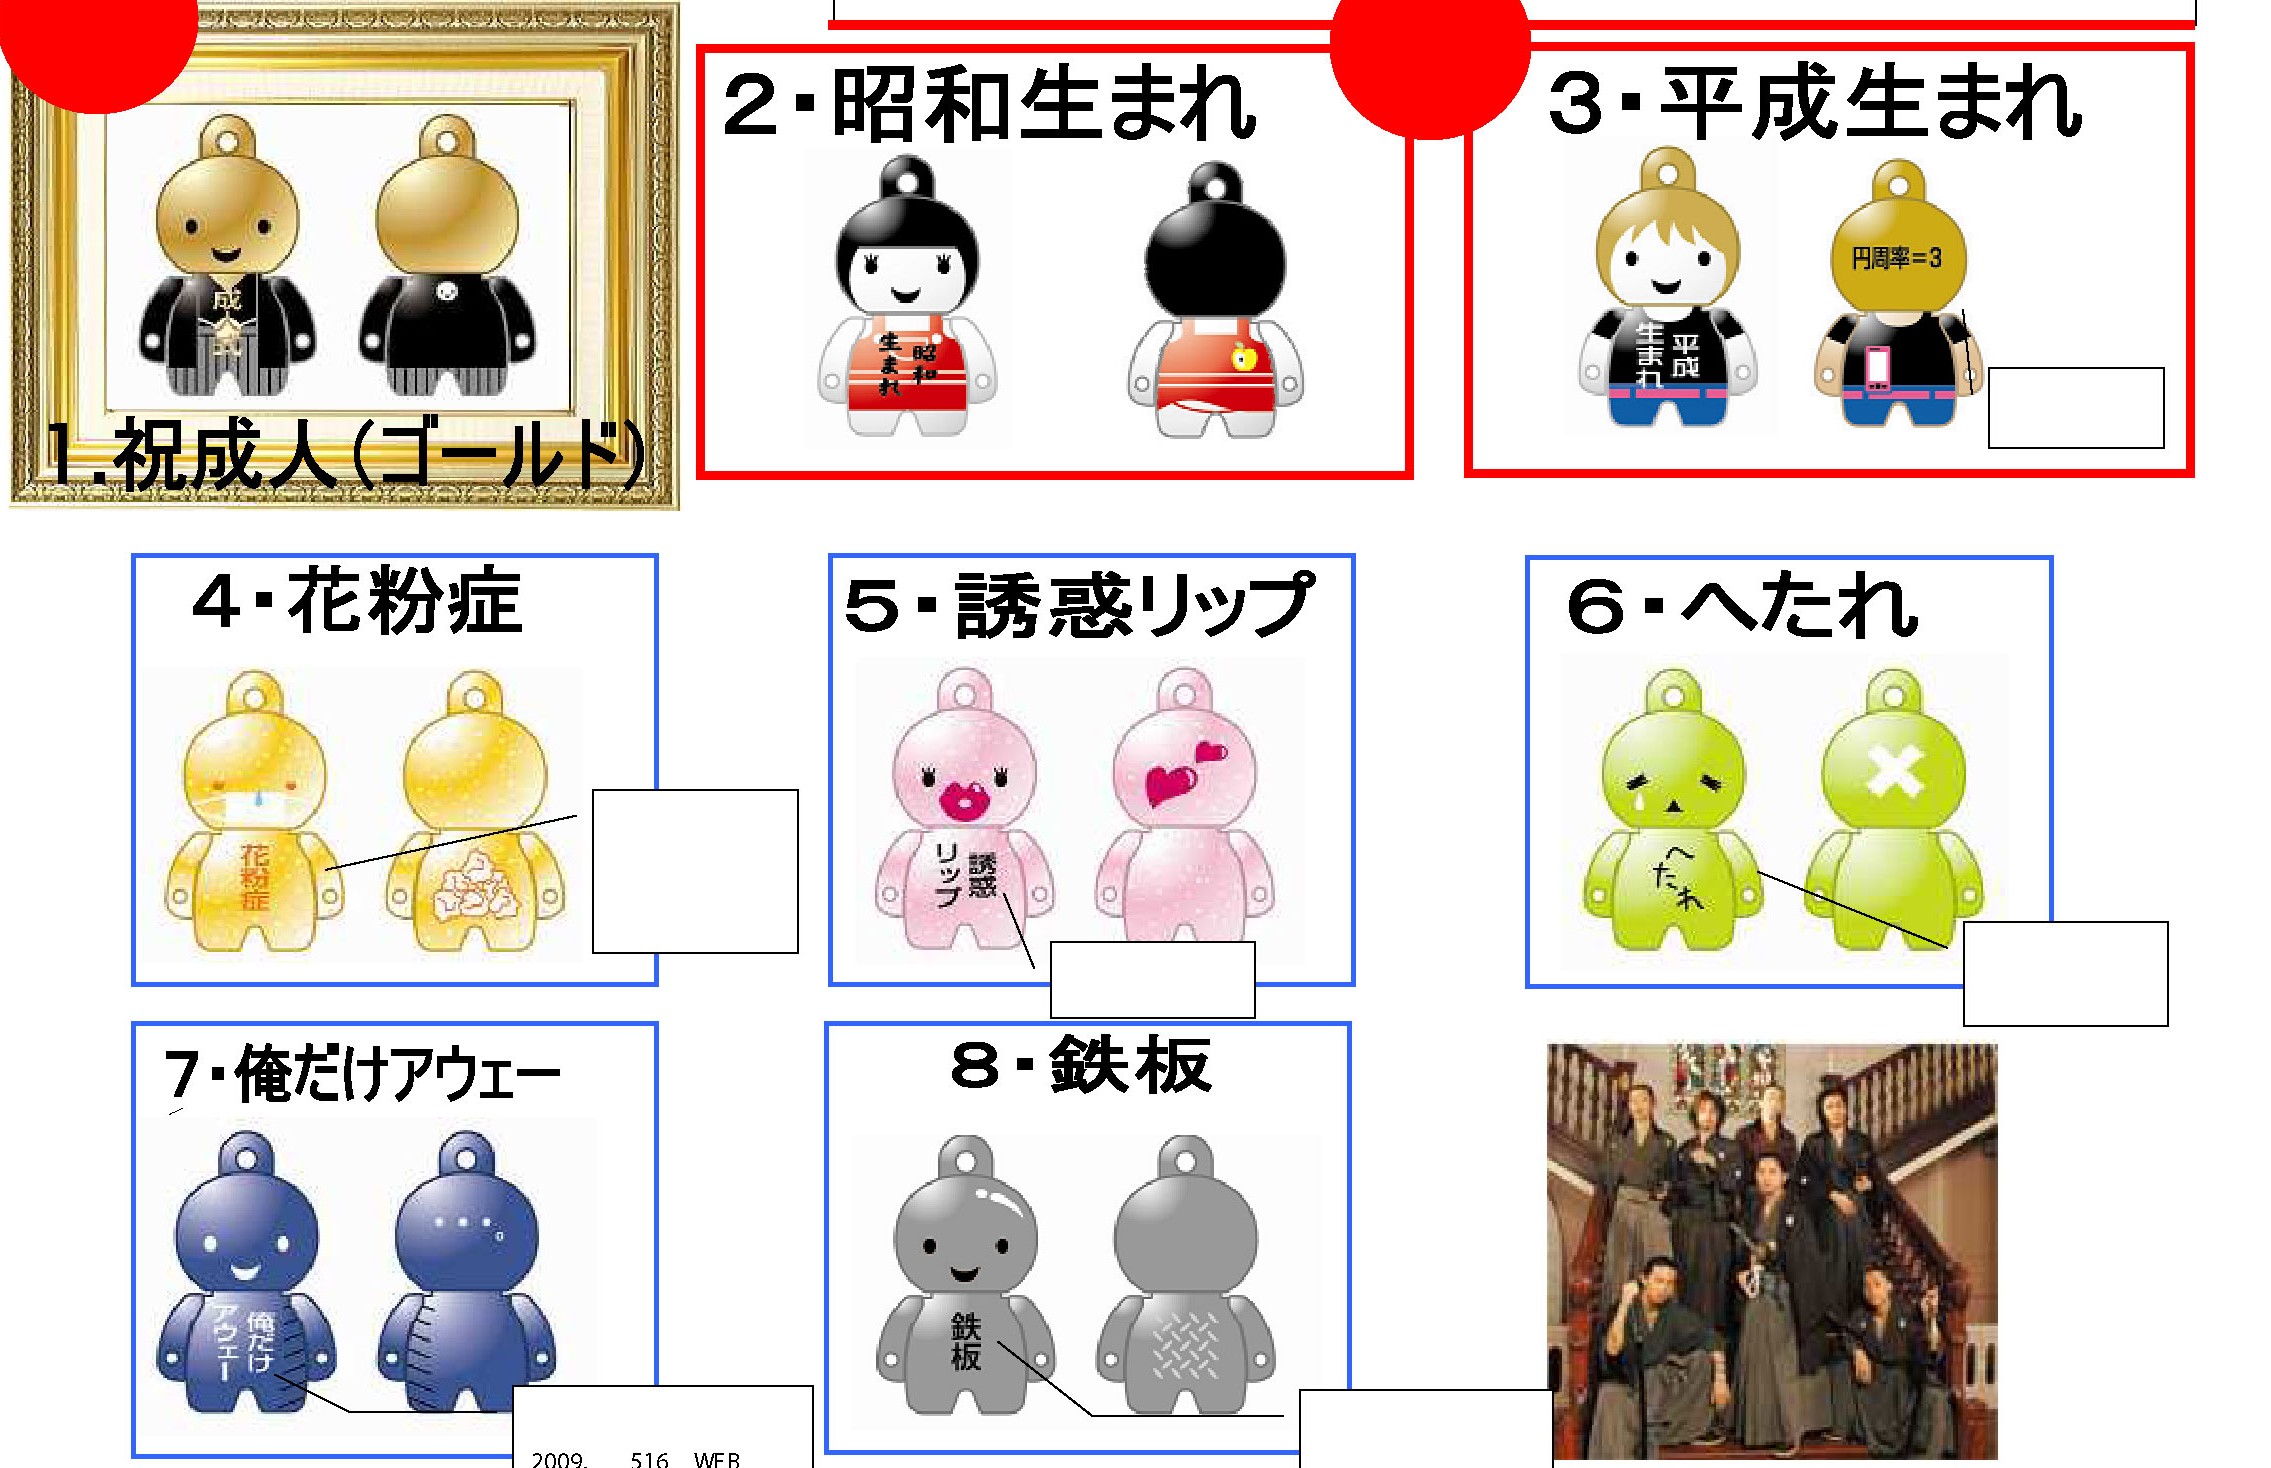 1.祝成人(ゴールド)
成
2・昭和生まれ
昭和
生まれ
3・平成生まれ
平成
生まれ
円周率=3
4・花粉症
花粉症
5・誘惑リップ
誘惑
リップ
6・へたれ
へたれ
7・俺だけアウェー
俺だけ
アウェー
8・鉄板
鉄板
2009. 516 WEB